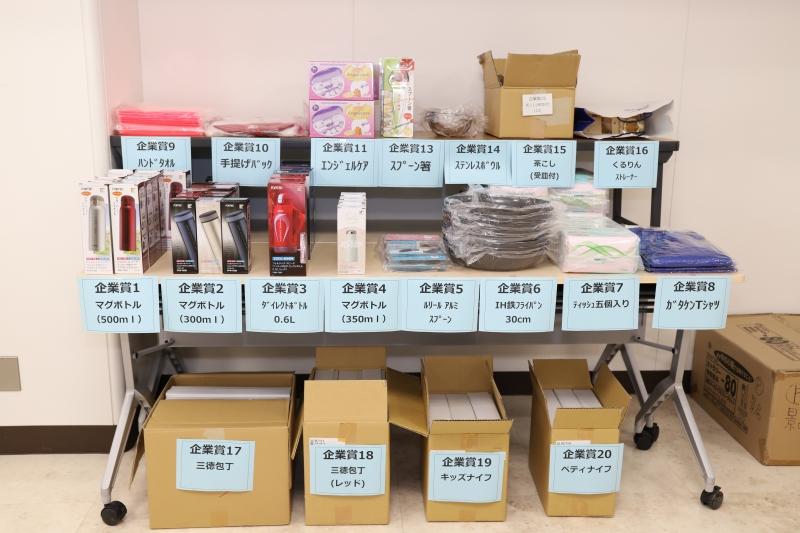 企業賞9
ﾊﾝﾄﾞﾀｵﾙ
企業賞10
手提げﾊﾞｯｸ
企業賞11
ｴﾝｼﾞｪﾙｹｱ
企業賞13
ｽﾌﾟｰﾝ箸
企業賞14
ｽﾃﾝﾚｽﾎﾞｳﾙ
企業賞15
茶こし
(受皿付)
企業賞16
くるりん
ｽﾄﾚｰﾅｰ
企業賞1
マグボトル
(500ml)
企業賞2
マグボトル
(300ml)
企業賞3
ﾀﾞｲﾚｸﾄﾎﾞﾄﾙ
0.6L
企業賞4
マグボトル
(350ml)
企業賞5
ルリール アルミ
スプーン
企業賞6
IH鉄フライパン
30cm
企業賞7
ティッシュ五個入り
企業賞8
ガタケンTシャツ
企業賞17
三徳包丁
企業賞18
三徳包丁
(レッド)
企業賞19
キッズナイフ
企業賞20
ペティナイフ
80